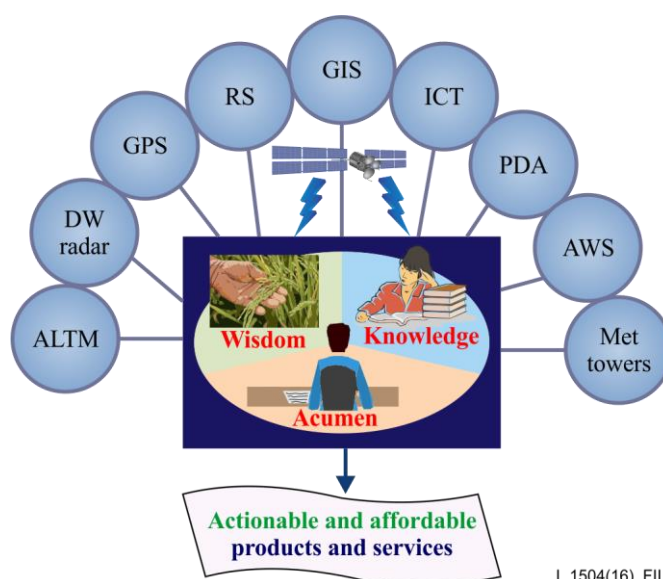 GIS
RS
ICT
GPS
PDA
DW
radar
AWS
ALTM
Met
towers
Wisdom
Knowledge
Acumen
Actionable and affordable
products and services